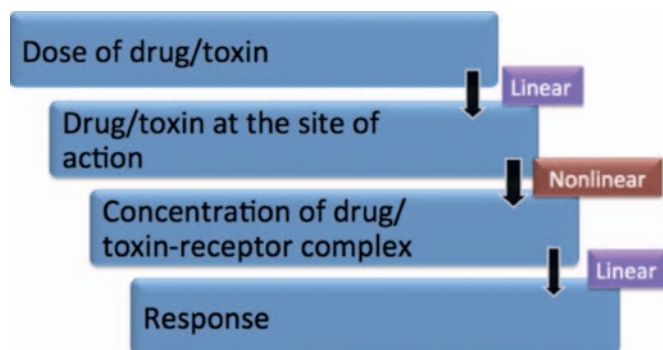 Dose of drug/toxin
Linear
Drug/toxin at the site of
action
Nonlinear
Concentration of drug/
toxin-receptor complex
Linear
Response